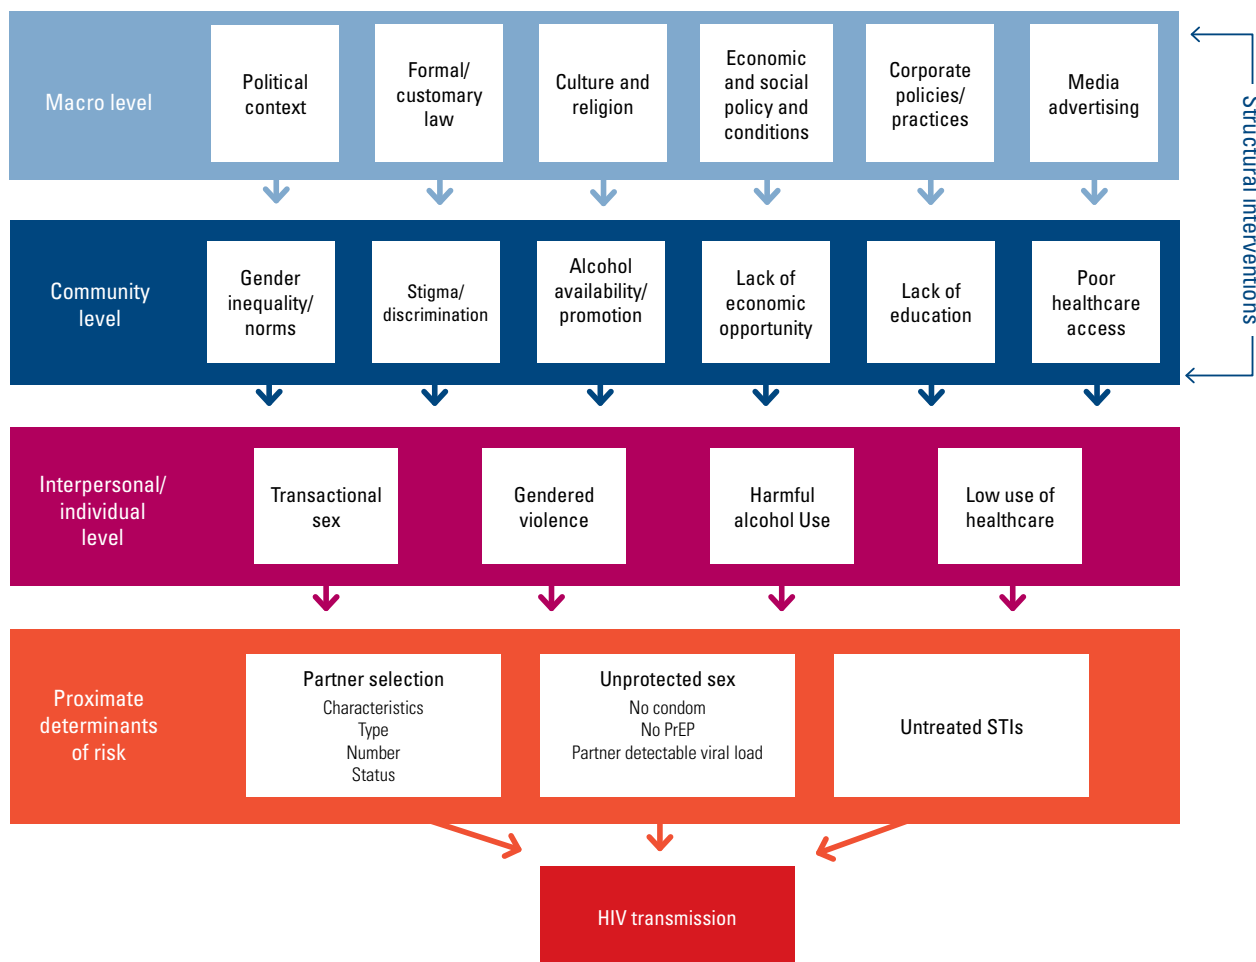 Macro level
Political
context
Formal/
customary
law
Culture and
religion
Economic
and social
policy and
conditions
Corporate
policies/
practices
Media
advertising
Structural interventions
Community
level
Gender
inequality/
norms
Stigma/
discrimination
Alcohol
availability/
promotion
Lack of
economic
opportunity
Lack of
education
Poor
healthcare
access
Interpersonal/
individual
level
Transactional
sex
Gendered
violence
Harmful
alcohol Use
Low use of
healthcare
Proximate
determinants
of risk
Partner selection
Characteristics
Type
Number
Status
Unprotected sex
No condom
No PrEP
Partner detectable viral load
Untreated STIs
HIV transmission